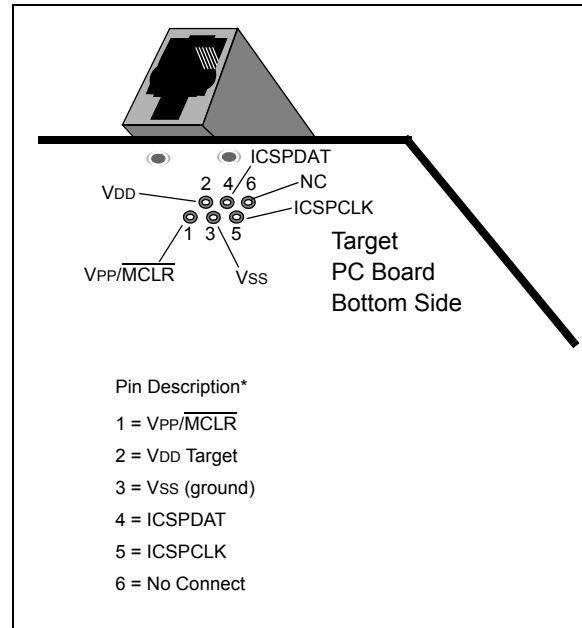 ICSPDAT
VDD
2 4 6
NC
ICSPCLK
1 3 5
VPP/MCLR
VSS
Target
PC Board
Bottom Side
Pin Description*
1 = VPP/MCLR
2 = VDD Target
3 = VSS (ground)
4 = ICSPDAT
5 = ICSPCLK
6 = No Connect